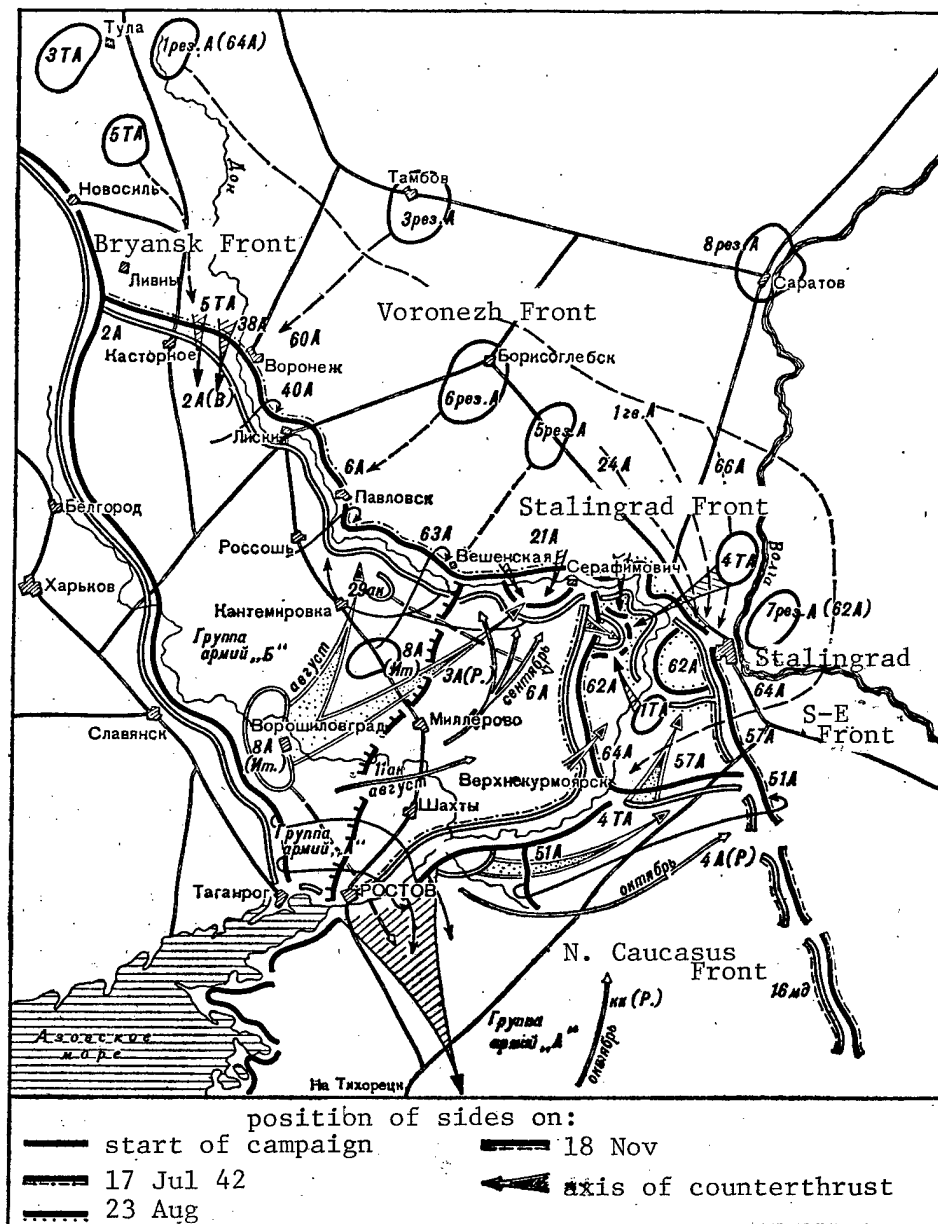 Тула
3ТА
1рез.А (64А)
5ТА
Дон
Новосиль
Тамбов
3рез.А
Bryansk Front
Ливны
8рез.А
Саратов
5ТА
38А
2А
60А
Voronezh Front
Касторное
Воронеж
Борисоглебск
2А(В)
40А
6рез.А
1гв.А
Лиски
5рез.А
6А
24А
66А
Белгород
Павловск
Stalingrad Front
Россошь
63А
21А
Вешенская
Серафимович
4ТА
Волга
Харьков
29ак
7рез.А (62А)
Кантемировка
Группа
армий „Б"
август
8А
(Ит)
3А(Р.)
сентябрь
6А
62А
62А
Stalingrad
1ТА
64А
S-E
Front
Славянск
Ворошиловград
8А
(Ит.)
Миллерово
64А
57А
57А
11ак
август
Верхнекурмоярск
51А
Шахты
4ТА
Группа
армий „А"
51А
4А(Р)
октябрь
Таганрог
РОСТОВ
N. Caucasus
Front
16мд
кк(Р.)
Группа
армий „А"
октябрь
Азовское
море
На Тихорецк
position of sides on:
start of campaign
18 Nov
17 Jul 42
axis of counterthrust
23 Aug